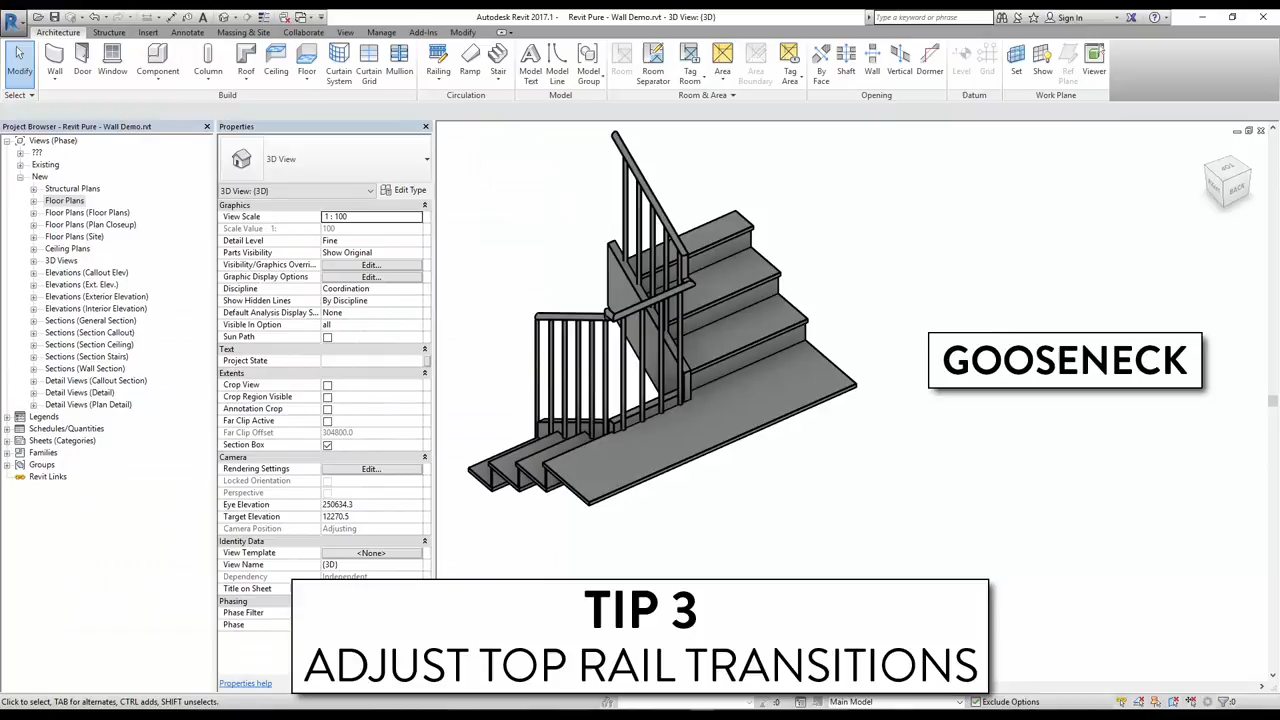 Autodesk Revit 2017.1 -
Revit Pure - Wall Demo.rvt - 3D View: {3D}
Type a keyword or phrase
Sign In
Architecture
Structure
Insert
Annotate
Massing & Site
Collaborate
View
Manage
Add-Ins
Modify
Modify
Wall
Door
Window
Component
Column
Roof
Ceiling
Floor
Curtain System
Curtain Grid
Mullion
Railing
Ramp
Stair
Model Text
Model Line
Model Group
Room
Room Separator
Tag Room
Area
Area Boundary
Tag Area
By Face
Shaft
Wall
Vertical
Dormer
Level
Grid
Set
Show
Ref Plane
Viewer
Select
Build
Circulation
Model
Room & Area
Opening
Datum
Work Plane
Project Browser - Revit Pure - Wall Demo.rvt
Views (Phase)
???
Existing
New
Structural Plans
Floor Plans
Floor Plans (Floor Plans)
Floor Plans (Plan Closeup)
Floor Plans (Site)
Ceiling Plans
3D Views
Elevations (Callout Elev)
Elevations (Ext. Elev.)
Elevations (Exterior Elevation)
Elevations (Interior Elevation)
Sections (General Section)
Sections (Section Callout)
Sections (Section Ceiling)
Sections (Section Stairs)
Sections (Wall Section)
Detail Views (Callout Section)
Detail Views (Detail)
Detail Views (Plan Detail)
Legends
Schedules/Quantities
Sheets (Categories)
Families
Groups
Revit Links
Properties
3D View
3D View: {3D}
Edit Type
Graphics
View Scale 1 : 100
Scale Value 1: 100
Detail Level Fine
Parts Visibility Show Original
Visibility/Graphics Overri... Edit...
Graphic Display Options Edit...
Discipline Coordination
Show Hidden Lines By Discipline
Default Analysis Display S... None
Visible In Option all
Sun Path
Text
Project State
Extents
Crop View
Crop Region Visible
Annotation Crop
Far Clip Active
Far Clip Offset 304800.0
Section Box
Camera
Rendering Settings Edit...
Locked Orientation
Perspective
Eye Elevation 250634.3
Target Elevation 12270.5
Camera Position Adjusting
Identity Data
View Template <None>
View Name {3D}
Dependency Independent
Title on Sheet
Phasing
Phase Filter
Phase
Properties help
TOP
BACK
GOOSENECK
TIP 3
ADJUST TOP RAIL TRANSITIONS
Click to select, TAB for alternates, CTRL adds, SHIFT unselects.
:0
Main Model
Exclude Options
:0